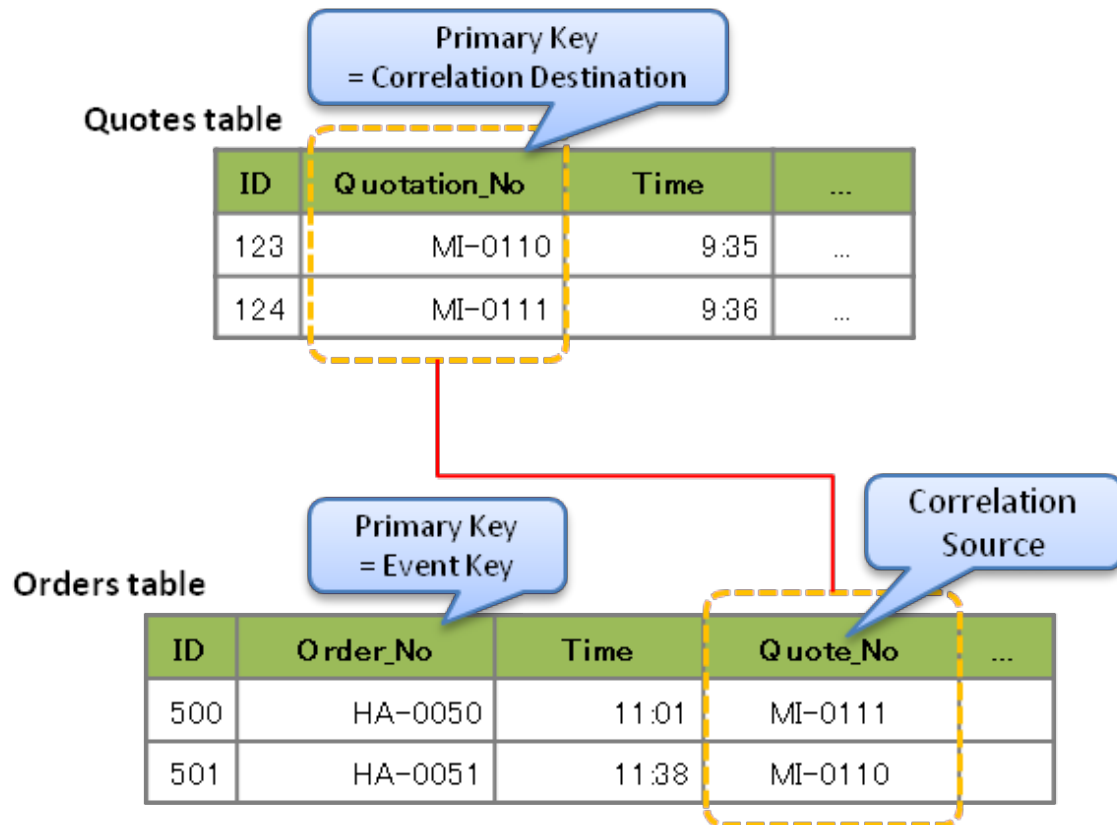 Primary Key
= Correlation Destination
Quotes table
ID Quotation_No Time ...
123 MI-0110 9:35 ...
124 MI-0111 9:36 ...
Primary Key
= Event Key
Correlation
Source
Orders table
ID Order_No Time Quote_No ...
500 HA-0050 11:01 MI-0111
501 HA-0051 11:38 MI-0110